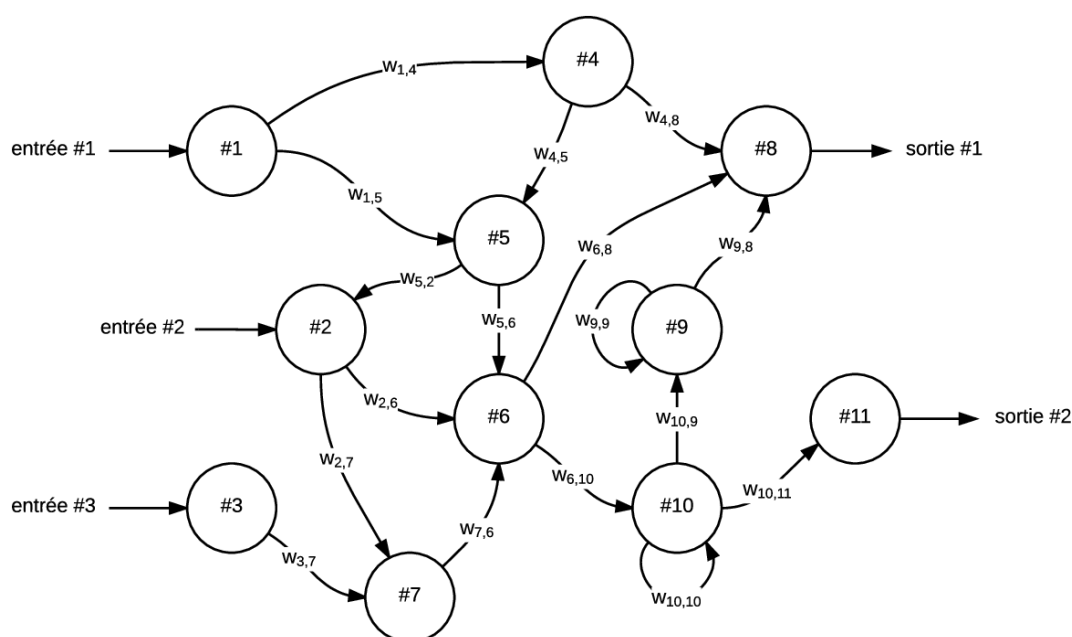 #4
w1,4
w4,8
entrée #1
#1
#8
sortie #1
w4,5
w1,5
#5
w6,8
w9,8
w5,2
entrée #2
#2
w5,6
w9,9
#9
w2,6
#6
w10,9
#11
sortie #2
w2,7
w6,10
w10,11
entrée #3
#3
#10
w7,6
w3,7
#7
w10,10